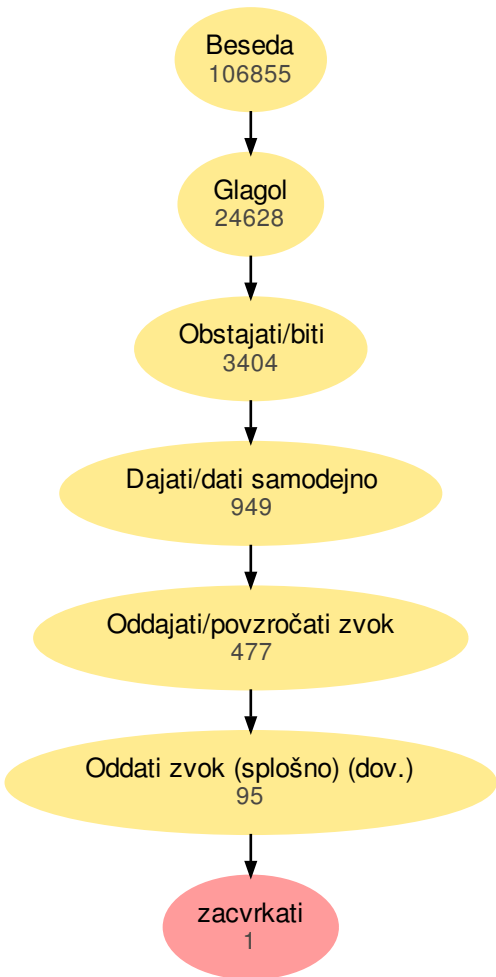 Beseda
106855
Glagol
24628
Obstajati/biti
3404
Dajati/dati samodejno
949
Oddajati/povzročati zvok
477
Oddati zvok (splošno) (dov.)
95
zacvrkati
1